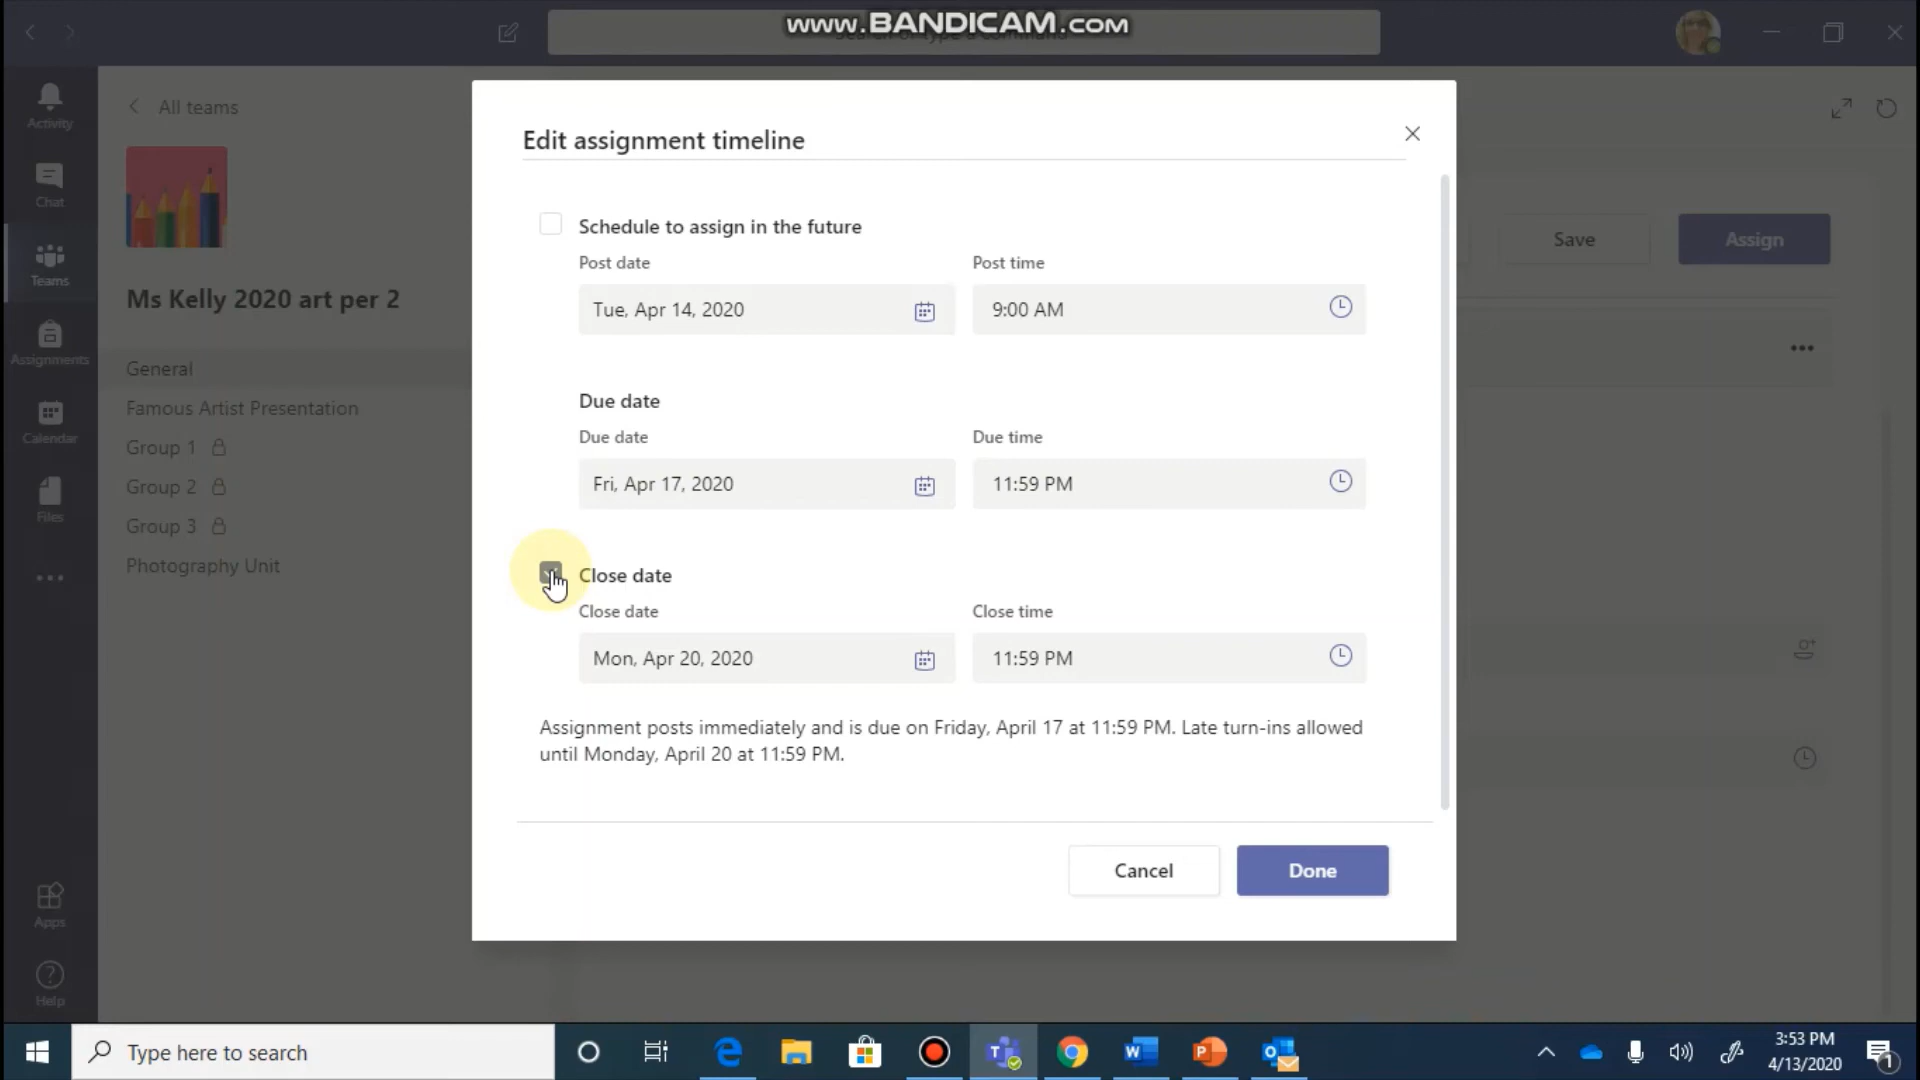 www.BANDICAM.com
Activity
Chat
Teams
Assignments
Calendar
Files
Apps
Help
All teams
Ms Kelly 2020 art per 2
General
Famous Artist Presentation
Group 1
Group 2
Group 3
Photography Unit
Edit assignment timeline
Schedule to assign in the future
Post date Post time
Tue, Apr 14, 2020 9:00 AM
Due date
Due date Due time
Fri, Apr 17, 2020 11:59 PM
Close date
Close date Close time
Mon, Apr 20, 2020 11:59 PM
Assignment posts immediately and is due on Friday, April 17 at 11:59 PM. Late turn-ins allowed
until Monday, April 20 at 11:59 PM.
Cancel Done
Save Assign
Type here to search
3:53 PM
4/13/2020
1